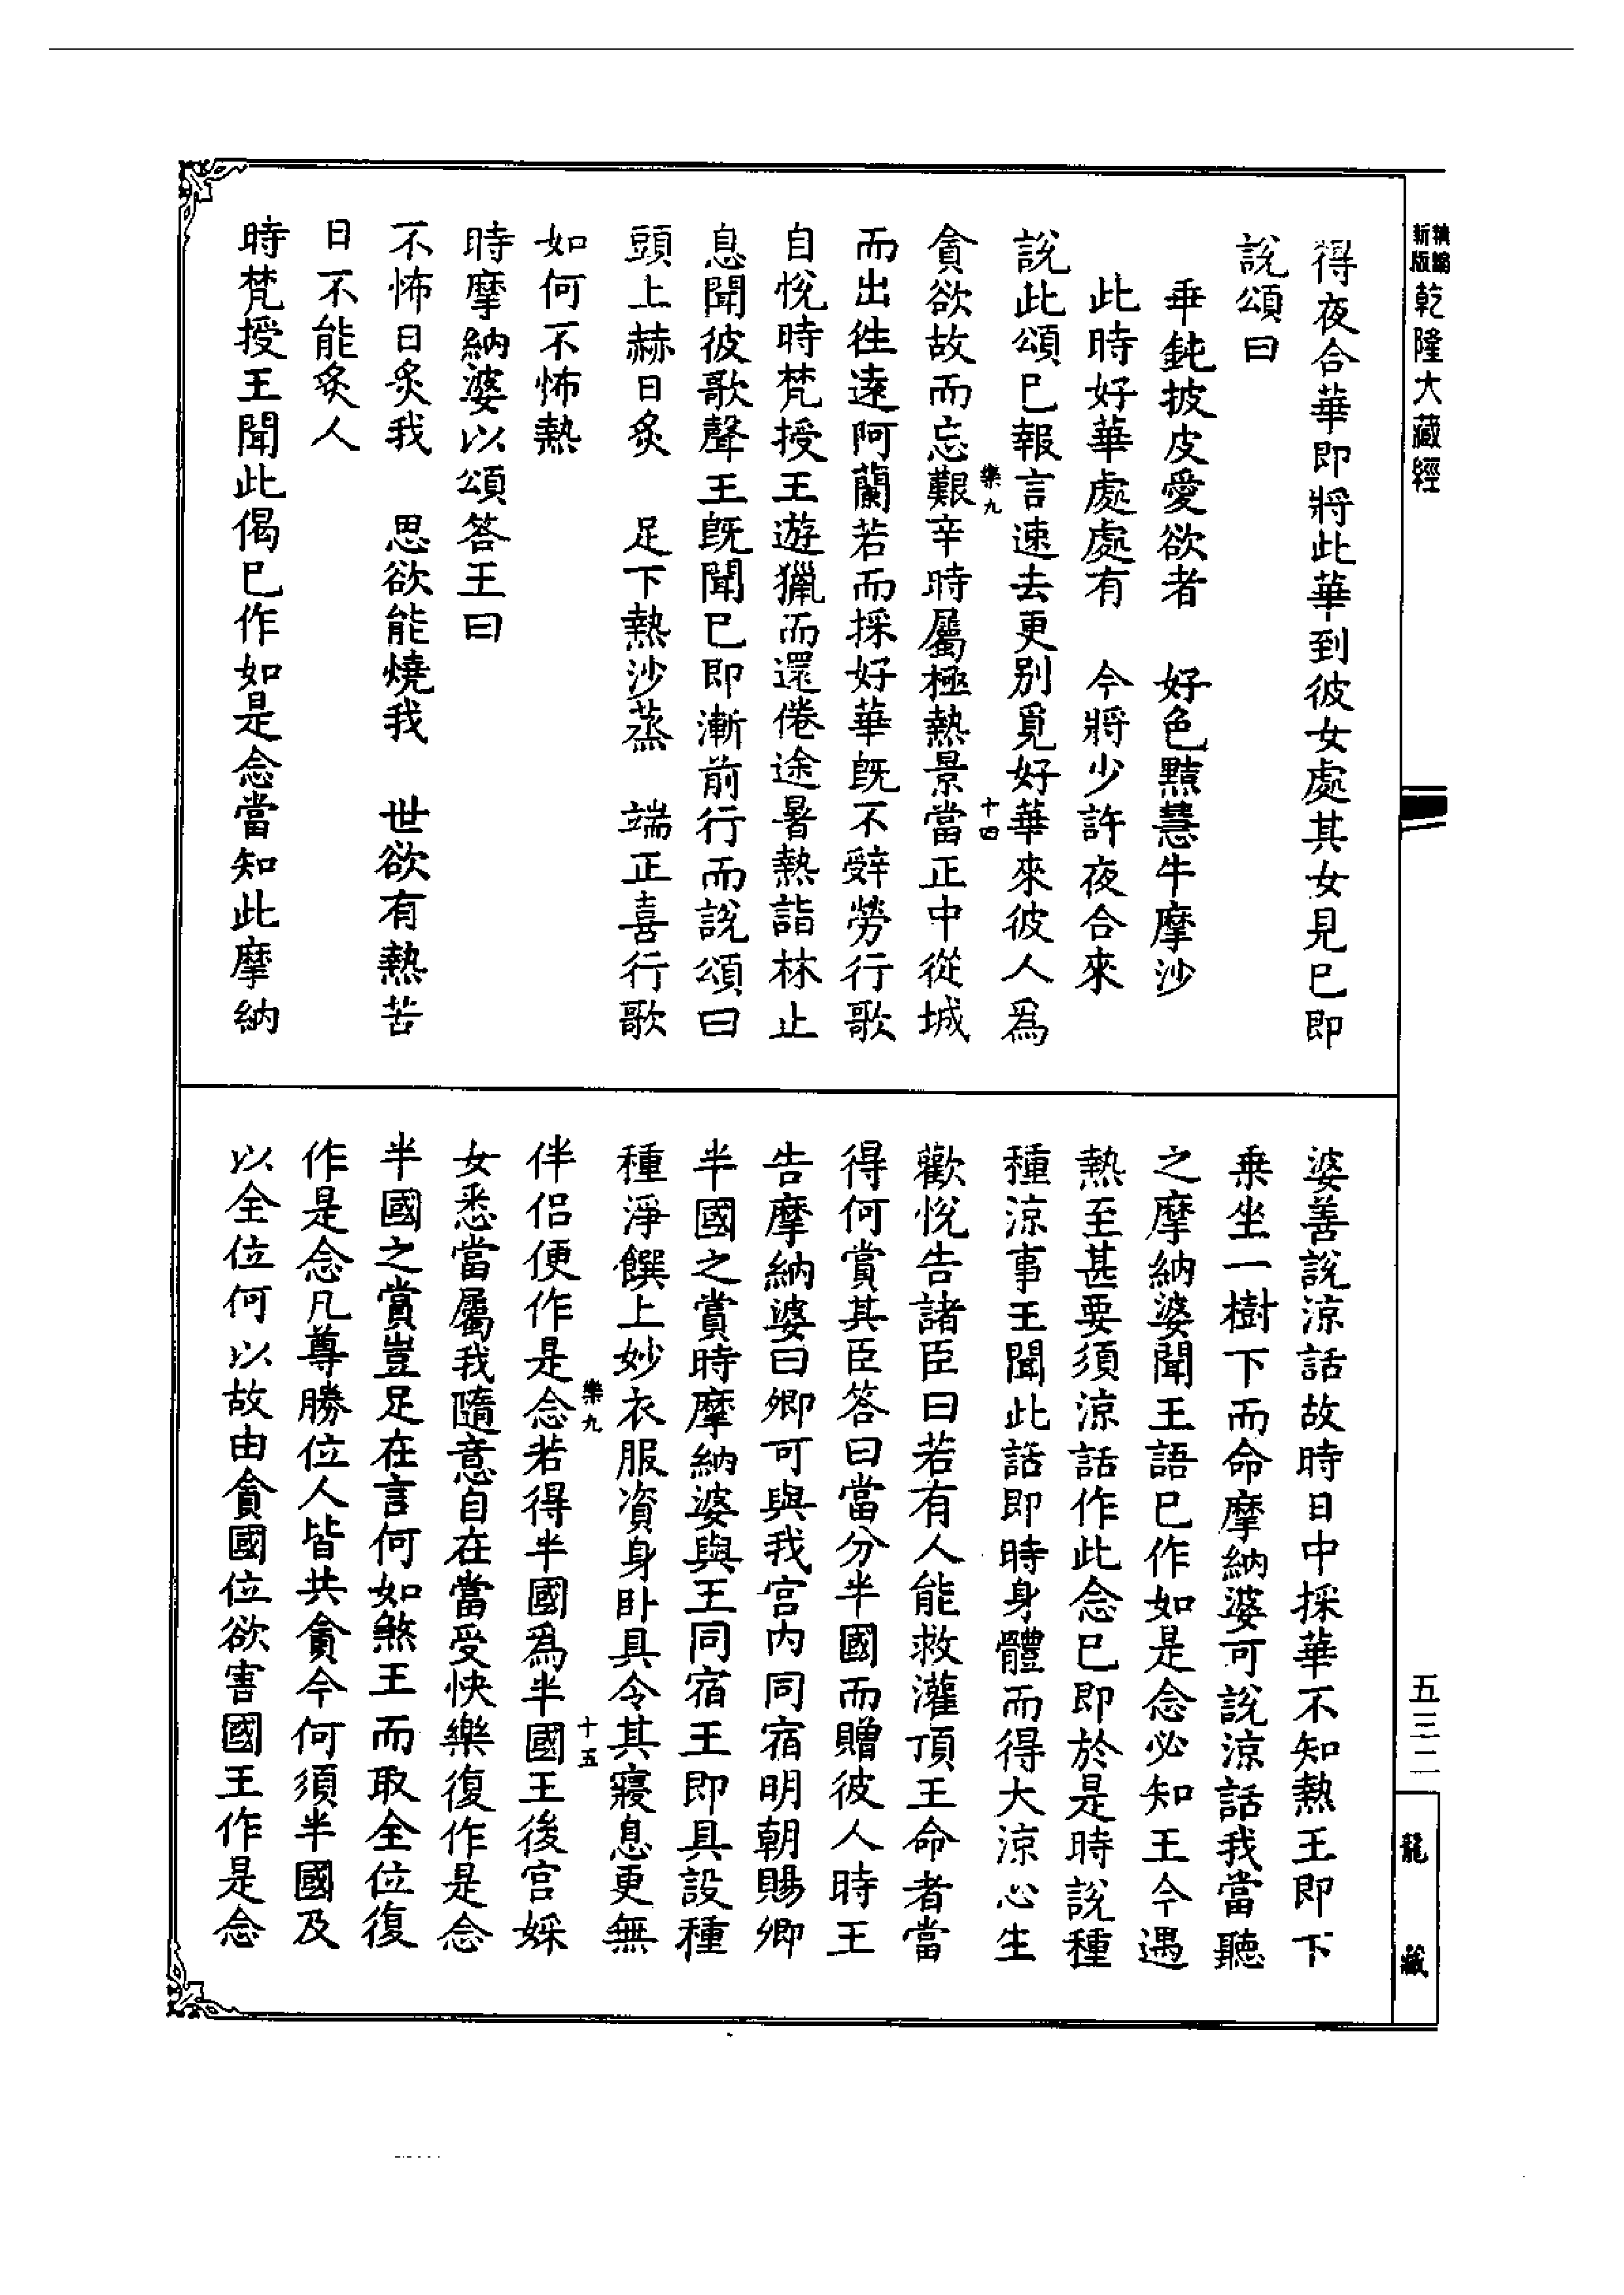 精編
新版
乾隆大藏經
得夜合華即將此華到彼女處其女見已即
說頌曰
垂鈍披皮愛欲者　好色黠慧牛摩沙
此時好華處處有　今將少許夜合來
說此頌已報言速去更別覓好華來彼人爲
樂九
十四
貪欲故而忘艱辛時屬極熱景當正中從城
而出徃遠阿蘭若而採好華旣不辭勞行歌
自悅時梵授王遊獵而還倦途暑熱詣林止
息聞彼歌聲王旣聞已即漸前行而說頌曰
頭上赫日炙　足下熱沙蒸　端正喜行歌
如何不怖熱
時摩納婆以頌答王曰
不怖日炙我　思欲能燒我　世欲有熱苦
日不能炙人
時梵授王聞此偈已作如是念當知此摩納
婆善說涼話故時日中採華不知熱王即下
乗坐一樹下而命摩納婆可說涼話我當聽
之摩納婆聞王語已作如是念必知王今遇
熱至甚要須涼話作此念已即於是時說種
種涼事王聞此話即時身體而得大涼心生
歡悅告諸臣曰若有人能救灌頂王命者當
得何賞其臣答曰當分半國而贈彼人時王
告摩納婆曰卿可與我宮内同宿明朝賜卿
半國之賞時摩納婆與王同宿王即具設種
種淨饌上妙衣服資身卧具令其寢息更無
樂九
十五
伴侶便作是念若得半國爲半國王後宮婇
女悉當屬我隨意自在當受快樂復作是念
半國之賞豈足在言何如煞王而取全位復
作是念凡尊勝位人皆共貪今何須半國及
以全位何以故由貪國位欲害國王作是念
五三二
龍藏